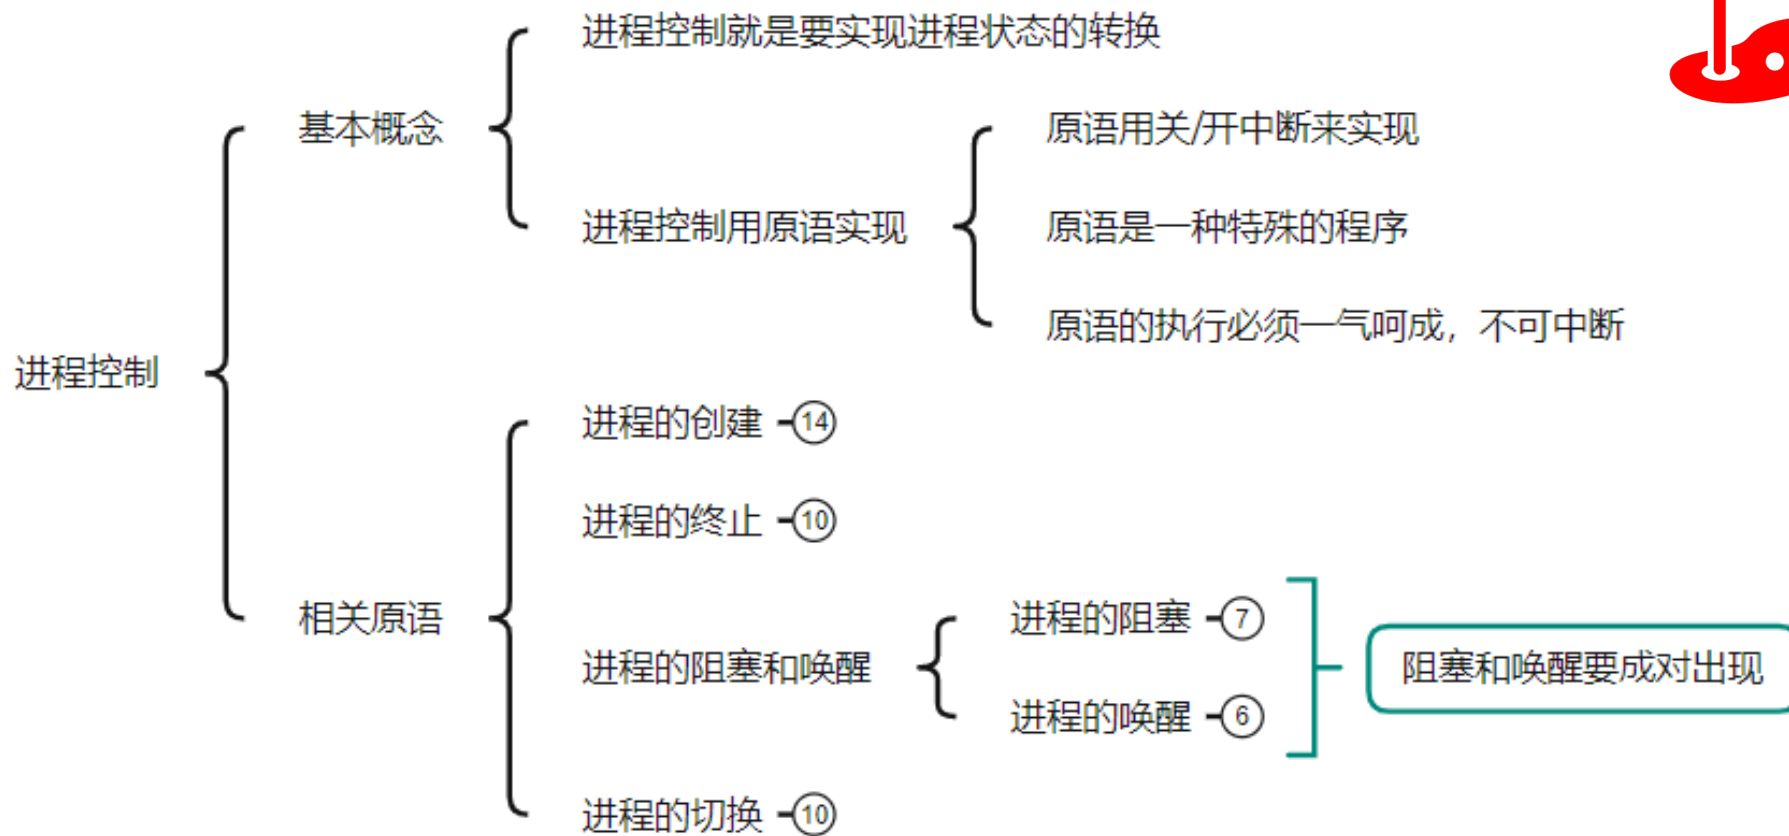 进程控制就是要实现进程状态的转换
基本概念
原语用关/开中断来实现
进程控制用原语实现
原语是一种特殊的程序
原语的执行必须一气呵成，不可中断
进程控制
进程的创建 14
进程的终止 10
相关原语
进程的阻塞 7
进程的阻塞和唤醒
阻塞和唤醒要成对出现
进程的唤醒 6
进程的切换 10